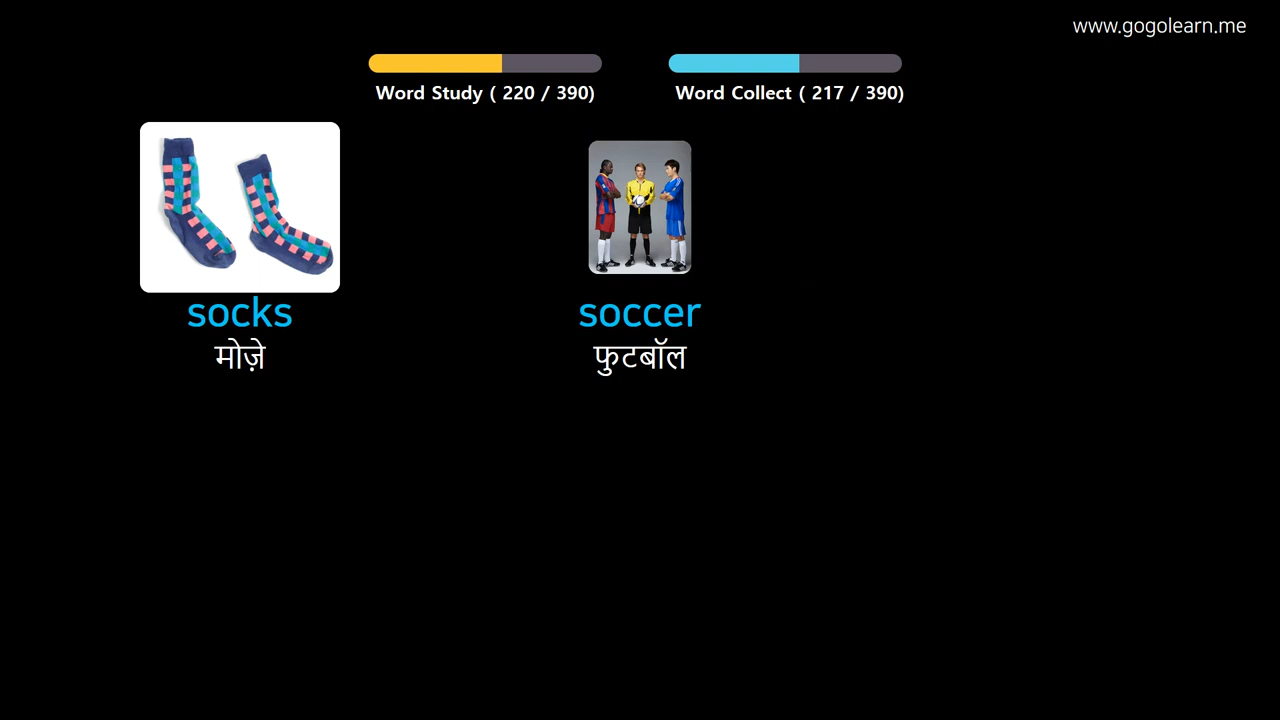 www.gogolearn.me
Word Study ( 220 / 390)
Word Collect ( 217 / 390)
socks
मोज़े
soccer
फुटबॉल